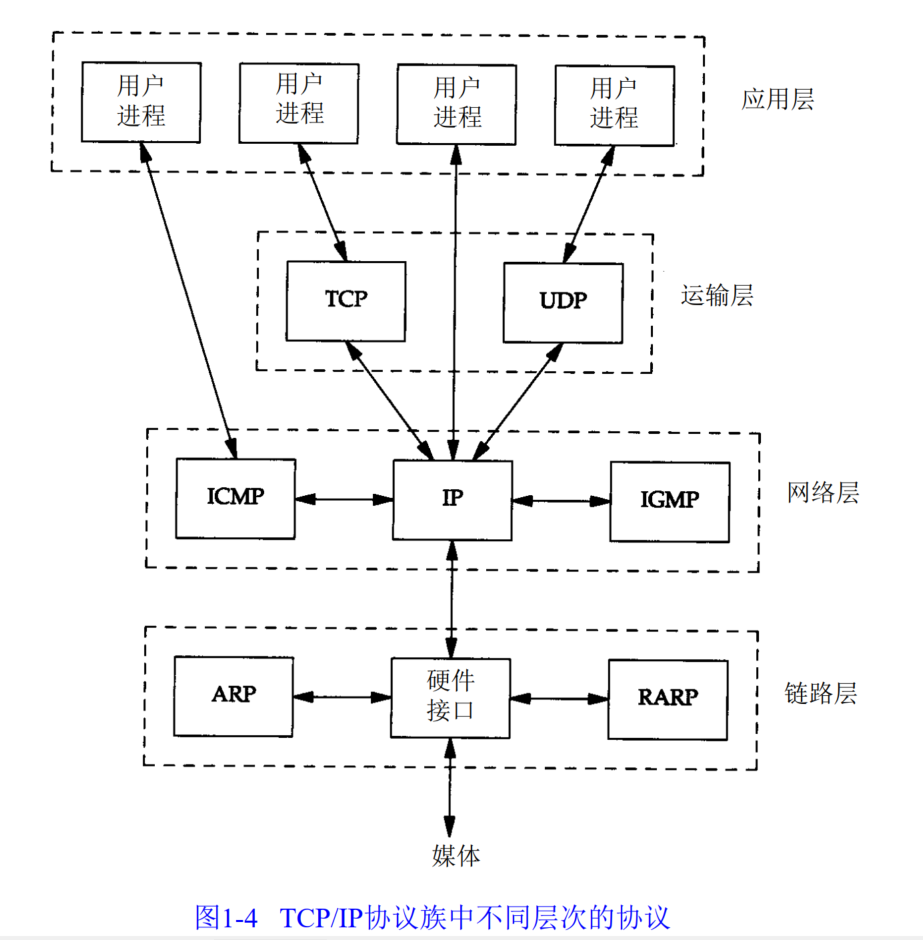 用户
进程
用户
进程
用户
进程
用户
进程
应用层
TCP
UDP
运输层
ICMP
IP
IGMP
网络层
ARP
硬件
接口
RARP
链路层
媒体
图1-4 TCP/IP协议族中不同层次的协议